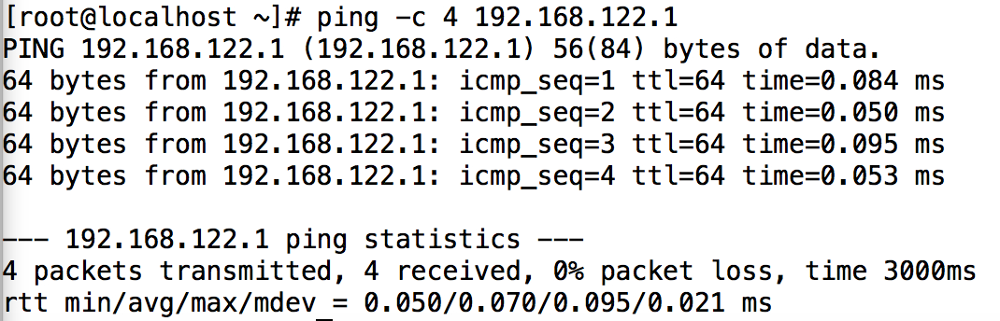 [root@localhost ~]# ping -c 4 192.168.122.1
PING 192.168.122.1 (192.168.122.1) 56(84) bytes of data.
64 bytes from 192.168.122.1: icmp_seq=1 ttl=64 time=0.084 ms
64 bytes from 192.168.122.1: icmp_seq=2 ttl=64 time=0.050 ms
64 bytes from 192.168.122.1: icmp_seq=3 ttl=64 time=0.095 ms
64 bytes from 192.168.122.1: icmp_seq=4 ttl=64 time=0.053 ms

--- 192.168.122.1 ping statistics ---
4 packets transmitted, 4 received, 0% packet loss, time 3000ms
rtt min/avg/max/mdev = 0.050/0.070/0.095/0.021 ms